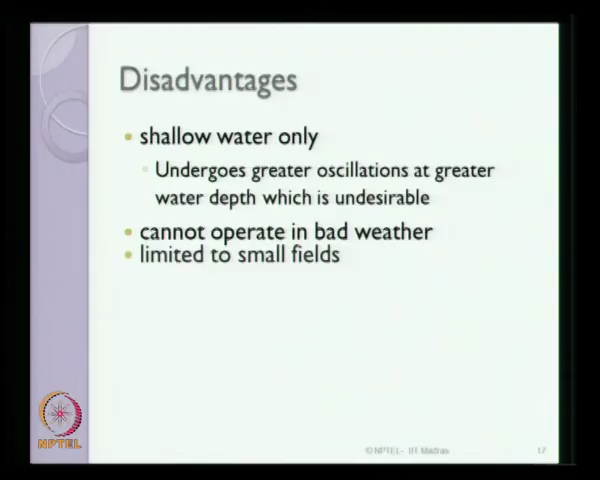 Disadvantages
shallow water only
Undergoes greater oscillations at greater
water depth which is undesirable
cannot operate in bad weather
limited to small fields
NPTEL
© NPTEL - IIT Madras
17